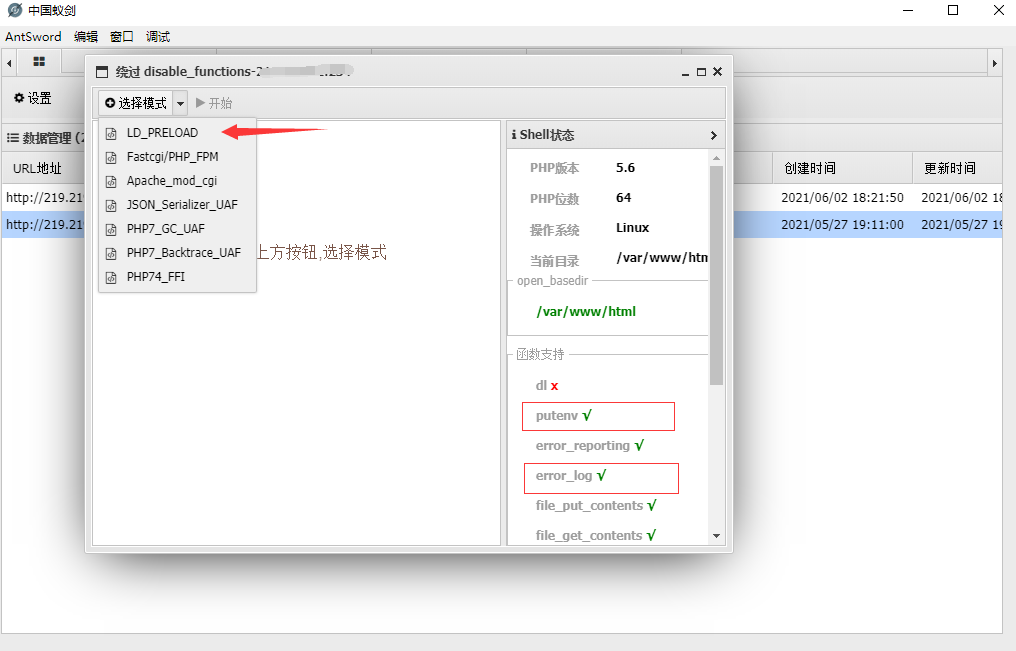 中国蚁剑
AntSword 编辑 窗口 调试
绕过 disable_functions-2
设置
选择模式 开始
数据管理 (2
LD_PRELOAD
Fastcgi/PHP_FPM
Apache_mod_cgi
JSON_Serializer_UAF
PHP7_GC_UAF
PHP7_Backtrace_UAF
PHP74_FFI
上方按钮,选择模式
Shell状态
PHP版本 5.6
PHP位数 64
操作系统 Linux
当前目录 /var/www/htm
open_basedir
/var/www/html
函数支持
dl x
putenv √
error_reporting √
error_log √
file_put_contents √
file_get_contents √
URL地址 创建时间 更新时间
http://219.21 2021/06/02 18:21:50 2021/06/02 18
http://219.21 2021/05/27 19:11:00 2021/05/27 19